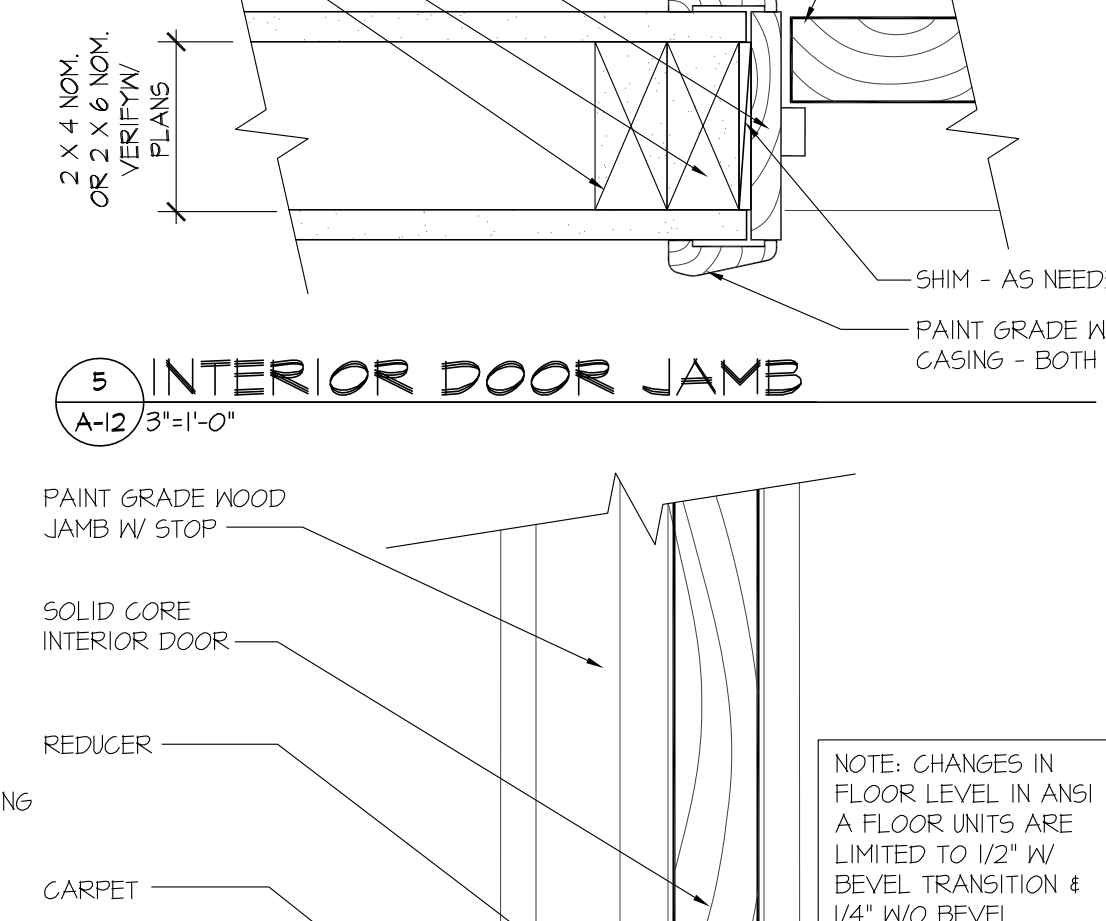 2 X 4 NOM.
OR 2 X 6 NOM.
VERIFYW/
PLANS
SHIM - AS
PAINT GRADE
CASING - BOTH
5
INTERIOR DOOR JAMB
A-12
3"=1'-0"
PAINT GRADE WOOD
JAMB W/ STOP
SOLID CORE
INTERIOR DOOR
REDUCER
NG
CARPET
NOTE: CHANGES IN
FLOOR LEVEL IN ANSI
A FLOOR UNITS ARE
LIMITED TO 1/2" W/
BEVEL TRANSITION &
1/4" W/O BEVEL